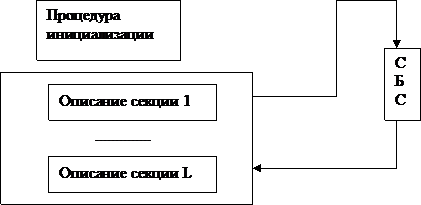 Процедура
инициализации
С
Б
С
Описание секции 1
Описание секции L